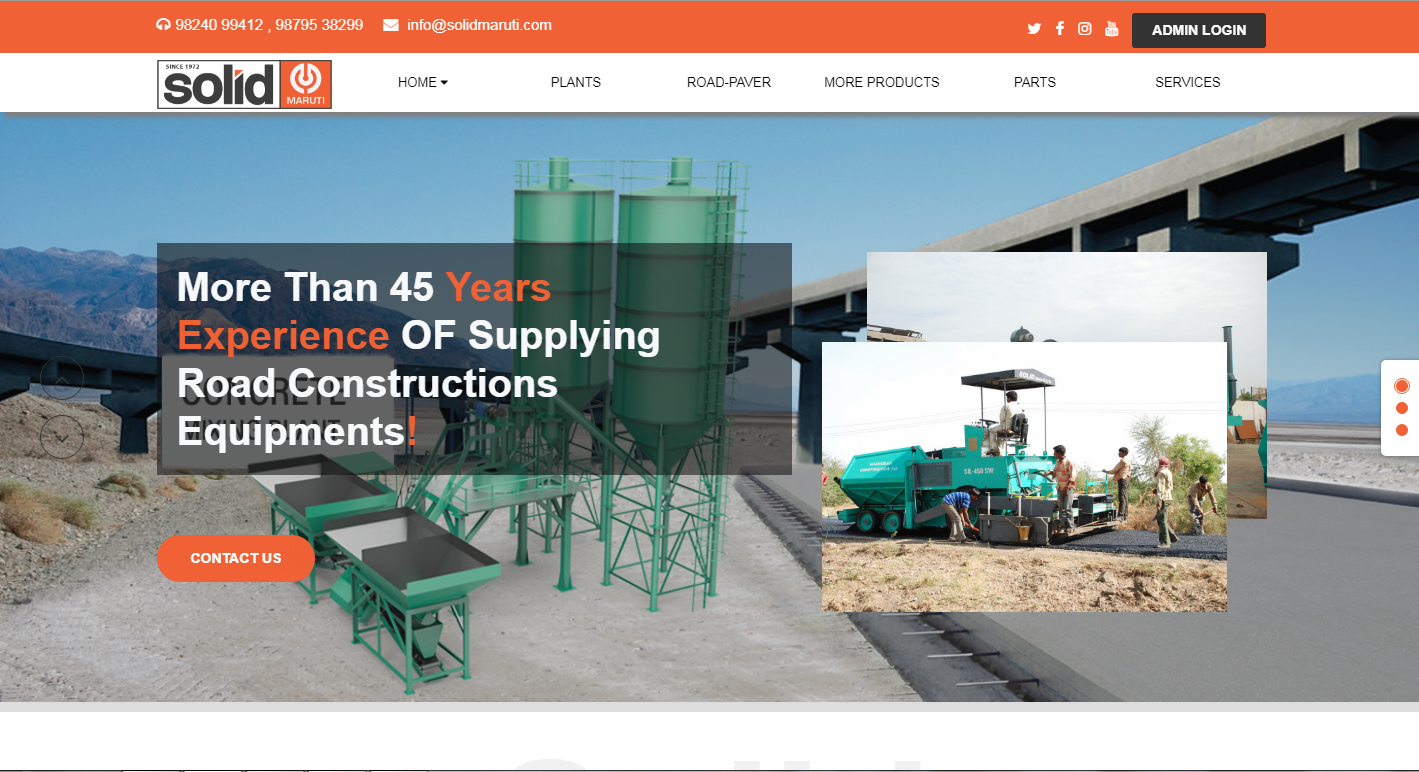 98240 99412 , 98795 38299 info@solidmaruti.com
ADMIN LOGIN
SINCE 1972
solid
MARUTI
HOME PLANTS ROAD-PAVER MORE PRODUCTS PARTS SERVICES
More Than 45 Years
Experience OF Supplying
Road Constructions
Equipments!
CONCRETE
CONTACT US